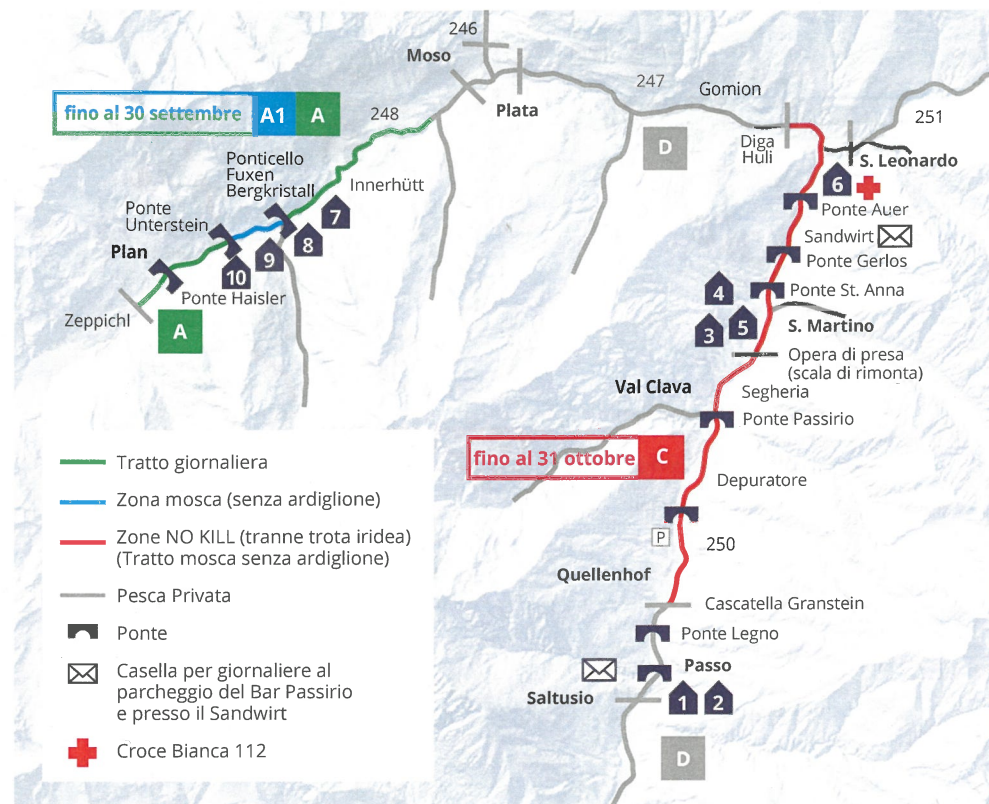 246
Moso
247
Gomion
fino al 30 settembre A1 A
248
Plata
251
Diga
Huli
D
S. Leonardo
Ponticello
Fuxen
Bergkristall
Innerhütt
6
Ponte Auer
7
Ponte
Unterstein
Sandwirt
8
Plan
9
Ponte Gerlos
10
Ponte Haisler
4
Ponte St. Anna
Zeppichl
A
3
5
S. Martino
Opera di presa
(scala di rimonta)
Val Clava
Segheria
Ponte Passirio
fino al 31 ottobre C
Depuratore
P
250
Quellenhof
Cascatella Granstein
Ponte Legno
Passo
Saltusio
1
2
D
Tratto giornaliera
Zona mosca (senza ardiglione)
Zone NO KILL (tranne trota iridea)
(Tratto mosca senza ardiglione)
Pesca Privata
Ponte
Casella per giornaliere al
parcheggio del Bar Passirio
e presso il Sandwirt
Croce Bianca 112